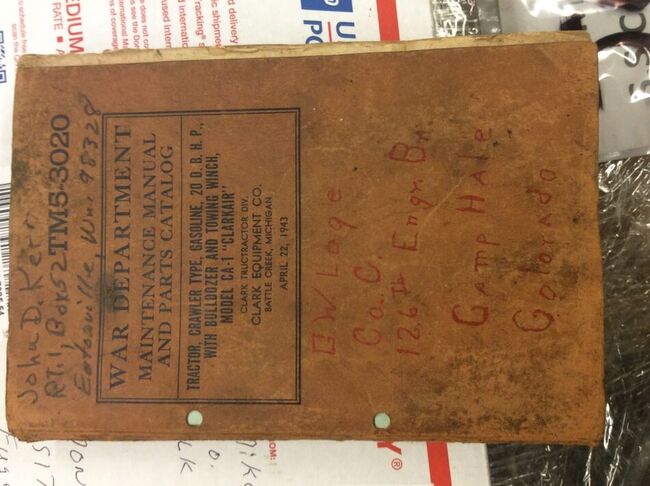 John D. Kerr
RT. 1, Box 52
TM5-3020
Eatonville, Wn. 98328
WAR DEPARTMENT
MAINTENANCE MANUAL
AND PARTS CATALOG
TRACTOR, CRAWLER TYPE, GASOLINE, 20 D. B. H. P.,
WITH BULLDOZER AND TOWING WINCH,
MODEL CA-1 "CLARKAIR"
CLARK TRUCTRACTOR DIV.
CLARK EQUIPMENT CO.
BATTLE CREEK, MICHIGAN
APRIL 22, 1943
Co. C.
126th Engr. Bn.
Camp Hale
Colorado